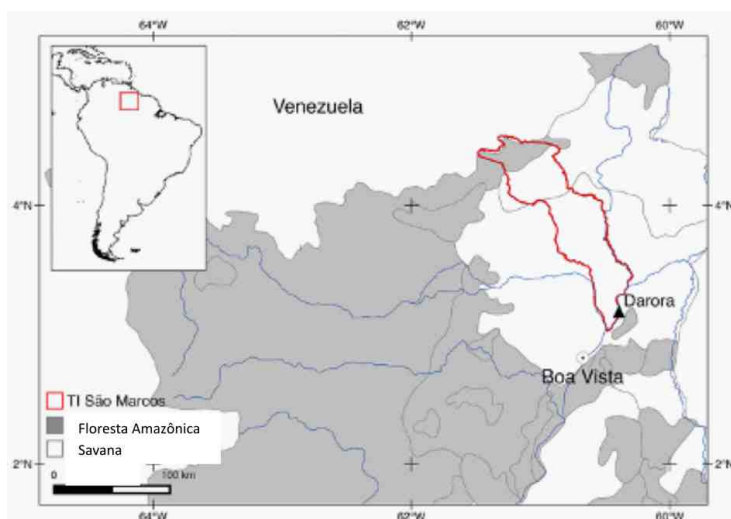 64°W 62°W 60°W
Venezuela
4°N 4°N
Darora
Boa Vista
TI São Marcos
Floresta Amazônica
Savana
2°N 2°N
0 100 km
64°W 62°W 60°W